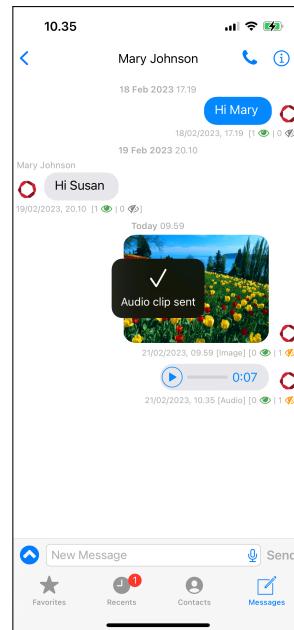 10.35
Mary Johnson
18 Feb 2023 17.19
Hi Mary
18/02/2023, 17.19 [1 | 0 ]
19 Feb 2023 20.10
Mary Johnson
Hi Susan
19/02/2023, 20.10 [1 | 0 ]
Today 09.59
Audio clip sent
21/02/2023, 09.59 [Image] [0 | 1
0:07
21/02/2023, 10.35 [Audio] [0 | 1
New Message
Send
1
Favorites Recents Contacts Messages